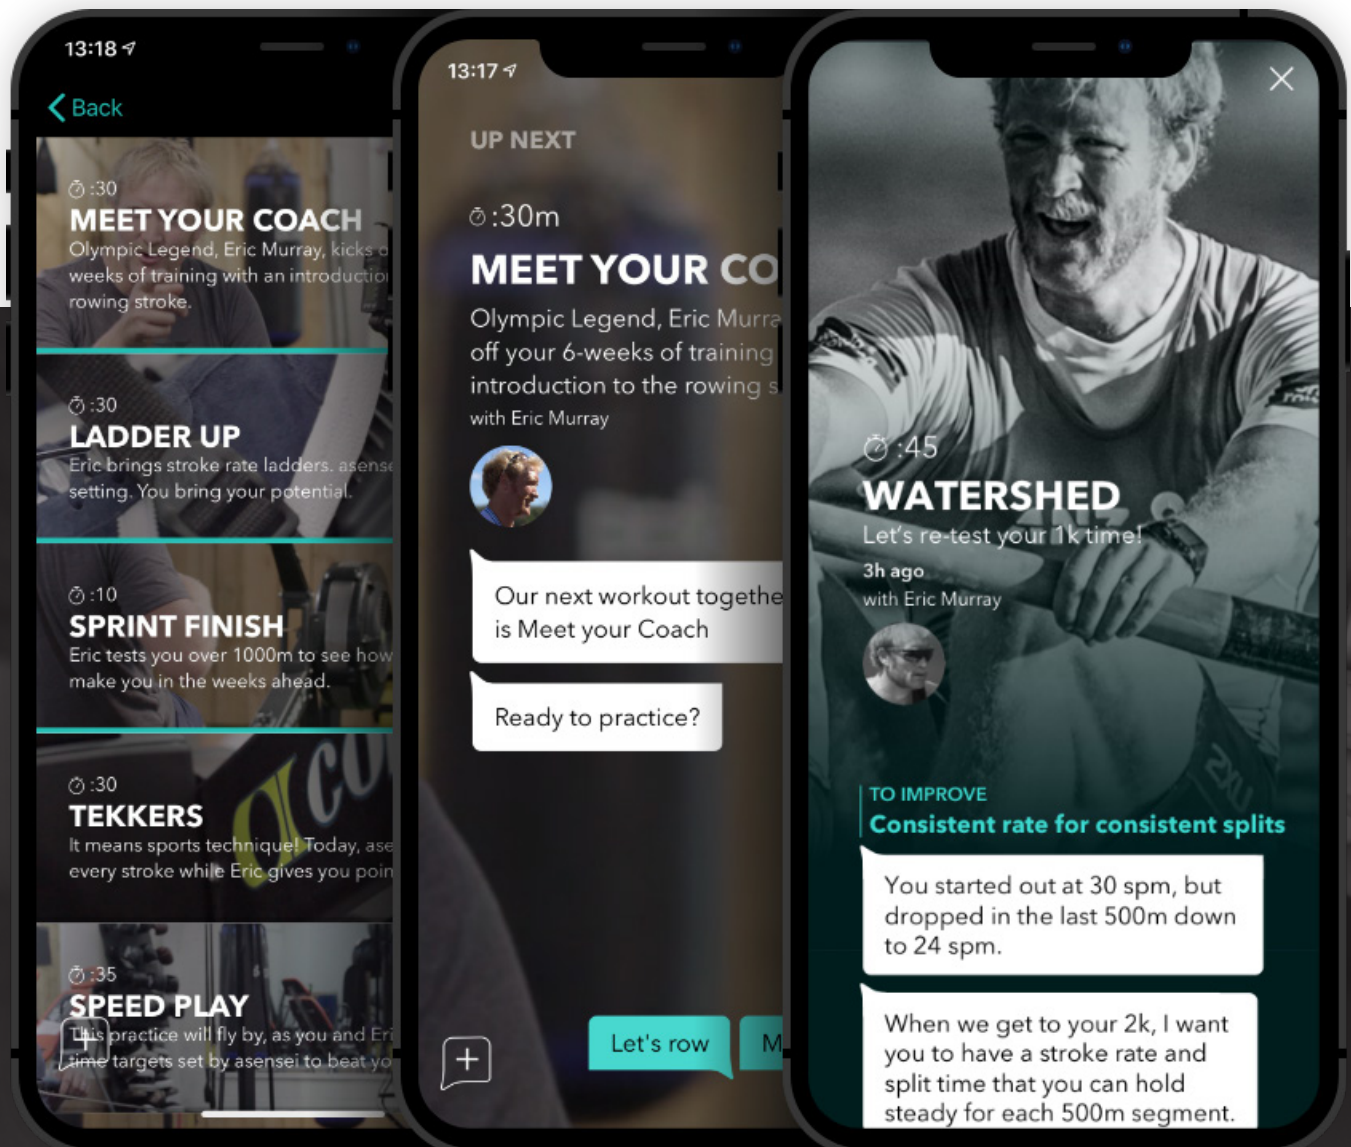 13:18
Back
:30
MEET YOUR COACH
Olympic Legend, Eric Murray, kicks
weeks of training with an
rowing stroke.
:30
LADDER UP
Eric brings stroke rate ladders.
setting. You bring your potential.
:10
SPRINT FINISH
Eric tests you over 1000m to see how
make you in the weeks ahead.
:30
TEKKERS
It means sports technique! Today,
every stroke while Eric gives you
:35
SPEED PLAY
This practice will fly by, as you and
time targets set by asensei to beat
13:17
UP NEXT
:30m
MEET YOUR
Olympic Legend, Eric
off your 6-weeks of training
introduction to the rowing
with Eric Murray
Our next workout
is Meet your Coach
Ready to practice?
Let's row
:45
WATERSHED
Let's re-test your 1k time!
3h ago
with Eric Murray
2XU
TO IMPROVE
Consistent rate for consistent splits
You started out at 30 spm, but
dropped in the last 500m down
to 24 spm.
When we get to your 2k, I want
you to have a stroke rate and
split time that you can hold
steady for each 500m segment.